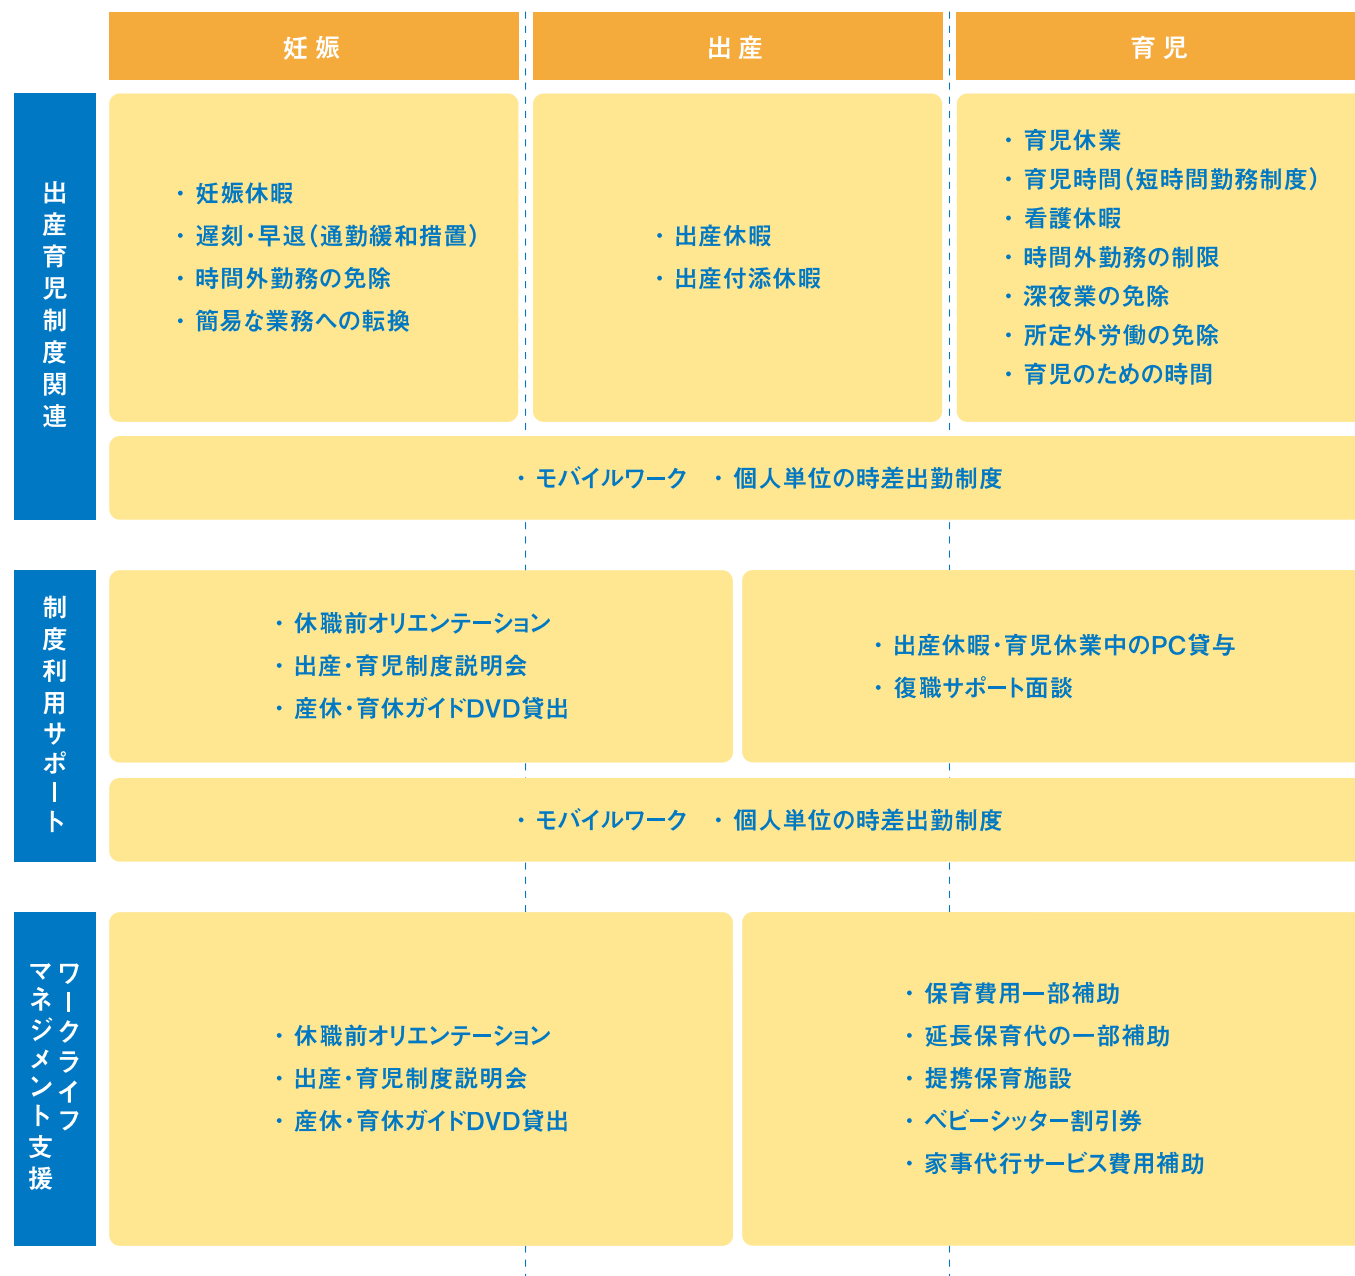 妊娠
出産
育児
出産育児制度関連
・妊娠休暇
・遅刻・早退（通勤緩和措置）
・時間外勤務の免除
・簡易な業務への転換
・出産休暇
・出産付添休暇
・育児休業
・育児時間（短時間勤務制度）
・看護休暇
・時間外勤務の制限
・深夜業の免除
・所定外労働の免除
・育児のための時間
・モバイルワーク ・個人単位の時差出勤制度
制度利用サポート
・休職前オリエンテーション
・出産・育児制度説明会
・産休・育休ガイドDVD貸出
・出産休暇・育児休業中のPC貸与
・復職サポート面談
・モバイルワーク ・個人単位の時差出勤制度
ワークライフ
マネジメント支援
・休職前オリエンテーション
・出産・育児制度説明会
・産休・育休ガイドDVD貸出
・保育費用一部補助
・延長保育代の一部補助
・提携保育施設
・ベビーシッター割引券
・家事代行サービス費用補助